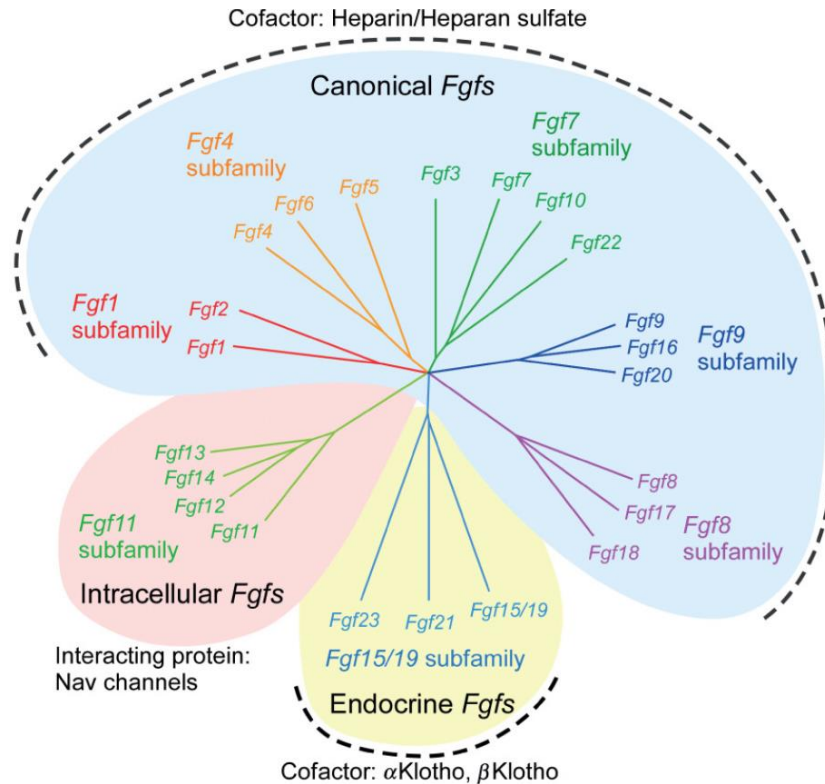 Cofactor: Heparin/Heparan sulfate
Canonical Fgfs
Fgf4
subfamily
Fgf7
subfamily
Fgf6
Fgf5
Fgf4
Fgf3
Fgf7
Fgf10
Fgf22
Fgf1
subfamily
Fgf2
Fgf1
Fgf9
Fgf16
Fgf20
Fgf9
subfamily
Fgf13
Fgf14
Fgf12
Fgf11
Fgf11
subfamily
Intracellular Fgfs
Interacting protein:
Nav channels
Fgf8
Fgf17
Fgf18
Fgf8
subfamily
Fgf23
Fgf21
Fgf15/19
Fgf15/19 subfamily
Endocrine Fgfs
Cofactor: αKlotho, βKlotho